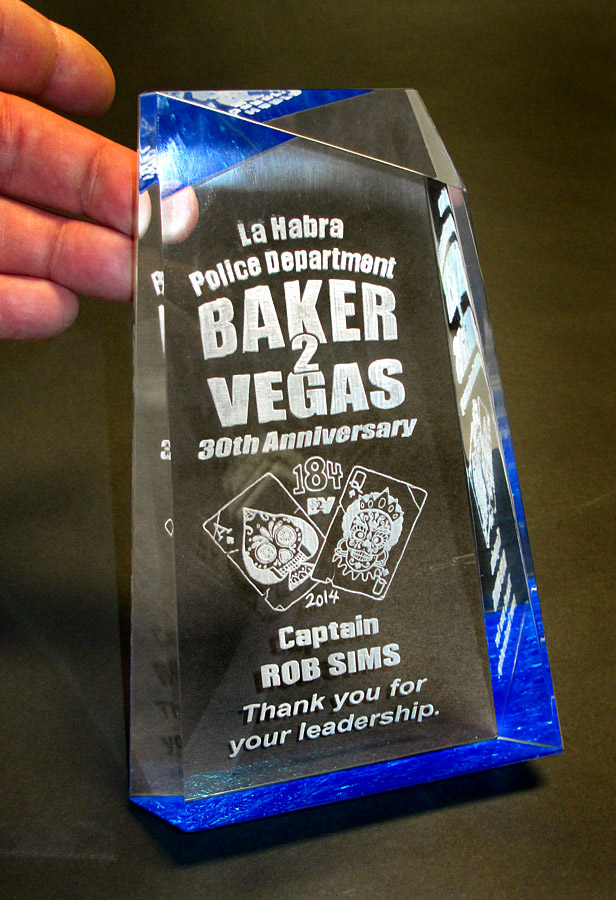 La Habra
Police Department
BAKER
2
VEGAS
30th Anniversary
184
B2V
A
Q
2014
Captain
ROB SIMS
Thank you for
your leadership.